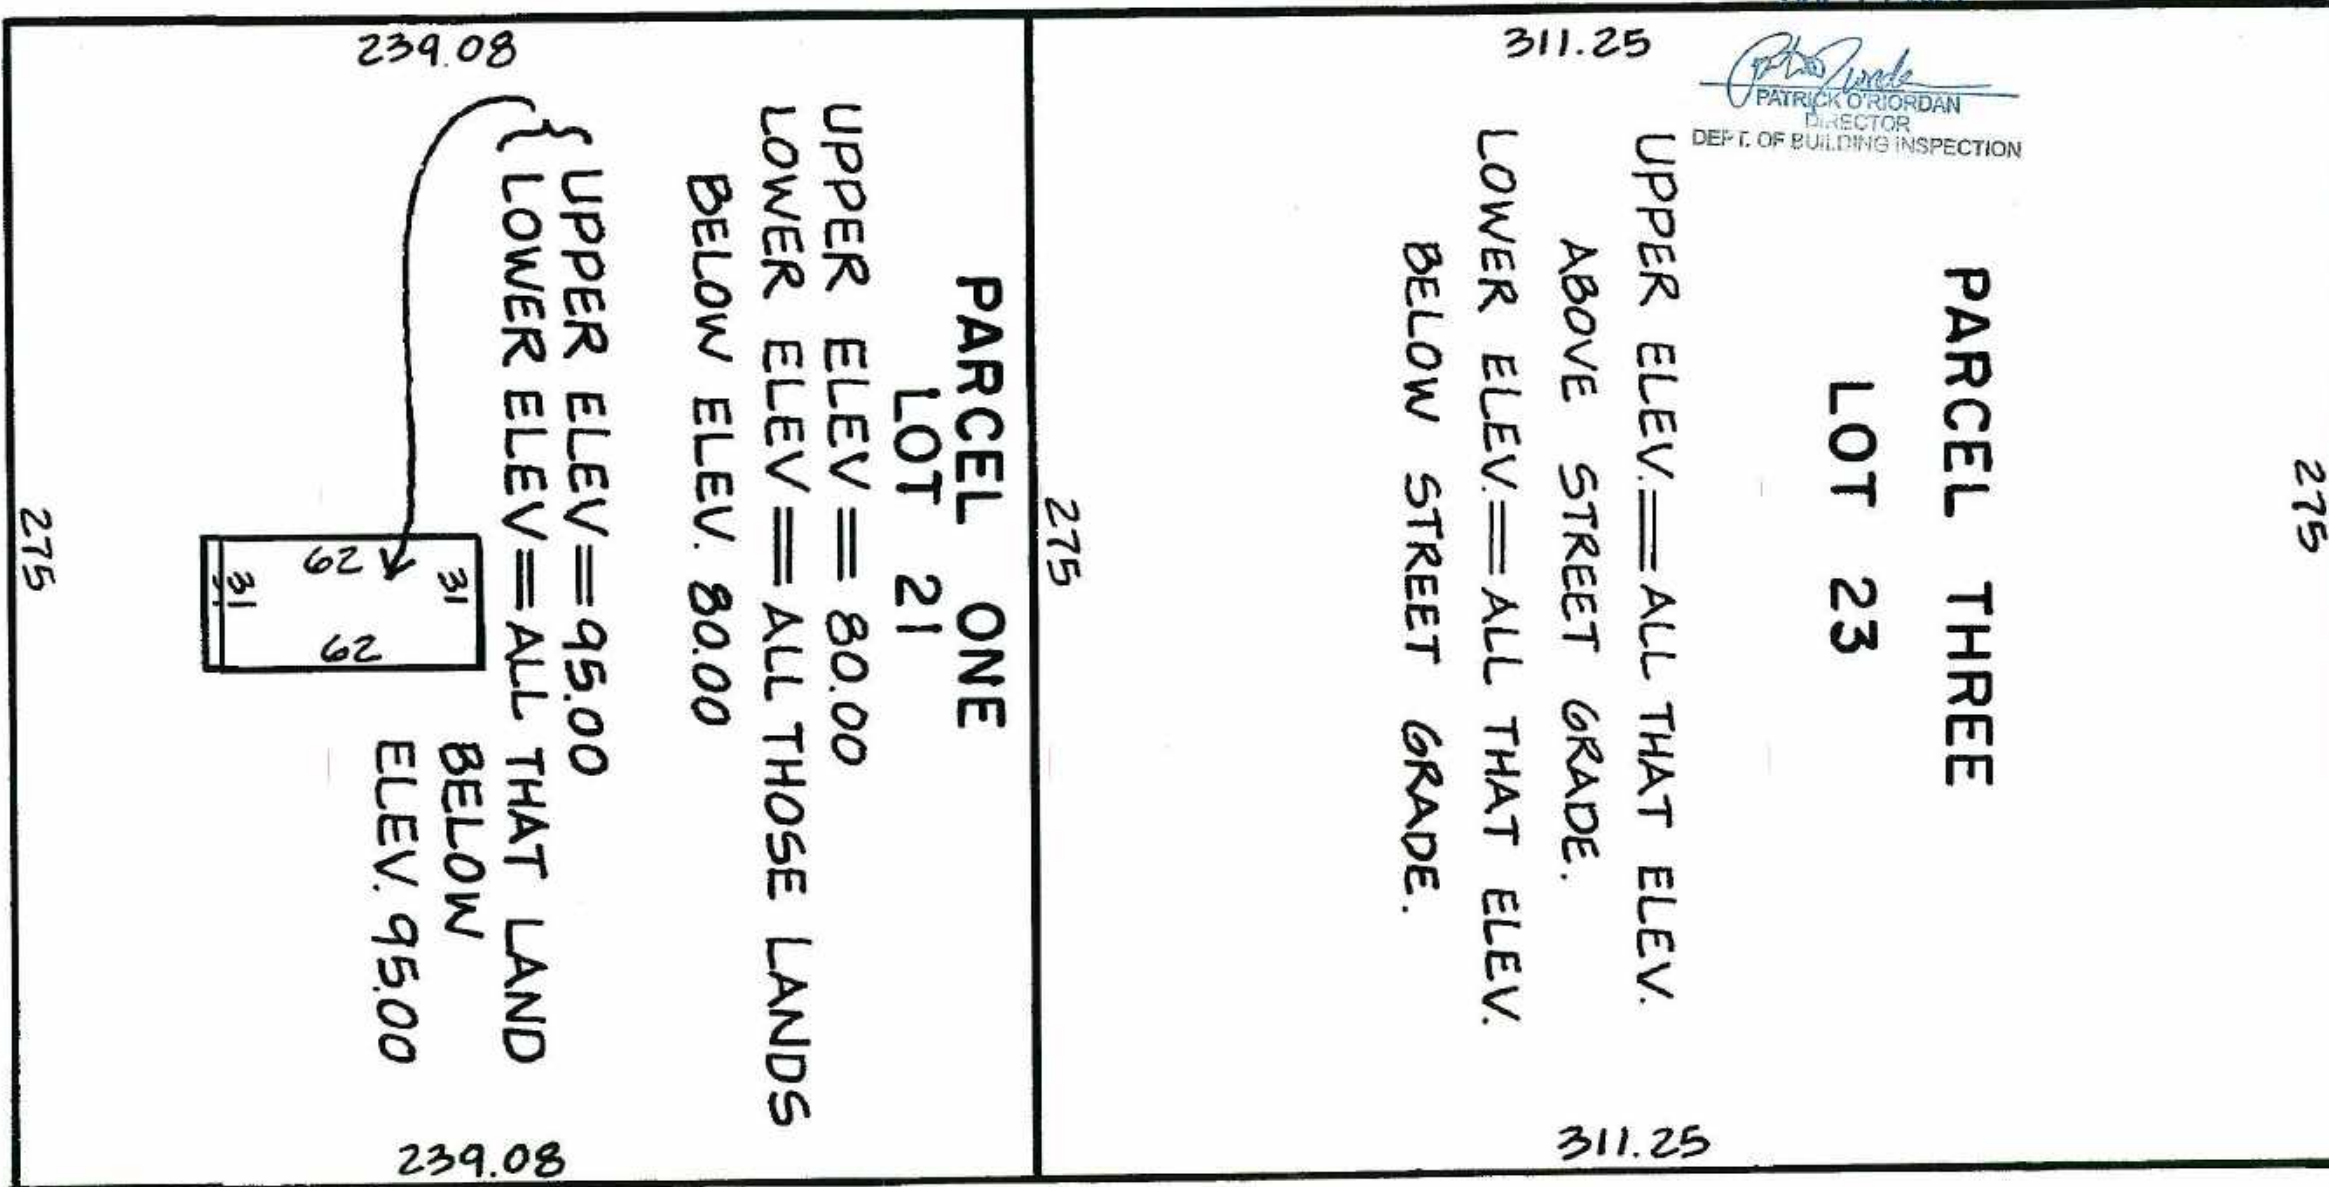 239.08
311.25
PATRICK O'RIORDAN
DIRECTOR
DEPT. OF BUILDING INSPECTION
275
PARCEL THREE
LOT 23
UPPER ELEV.=ALL THAT ELEV.
ABOVE STREET GRADE.
LOWER ELEV.=ALL THAT ELEV.
BELOW STREET GRADE.
311.25
275
PARCEL ONE
LOT 21
UPPER ELEV = 80.00
LOWER ELEV = ALL THOSE LANDS
BELOW ELEV. 80.00
{ UPPER ELEV = 95.00
LOWER ELEV = ALL THAT LAND
BELOW
ELEV. 95.00
62
31
31
62
275
239.08